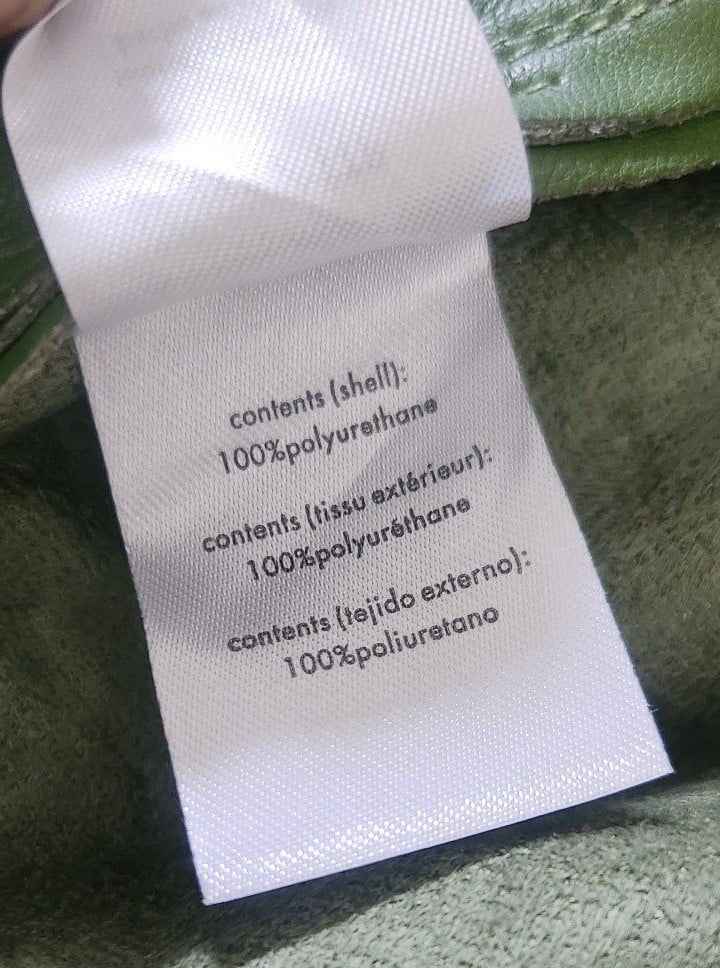 contents (shell):
100%polyurethane
contents (tissu extérieur):
100%polyuréthane
contents (tejido externo):
100%poliuretano